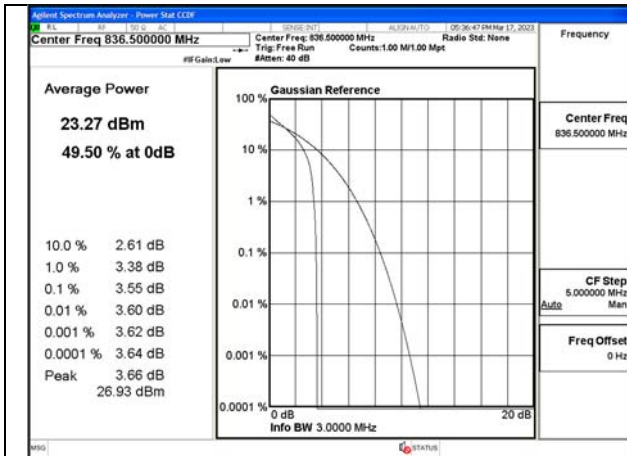 Agilent Spectrum Analyzer - Power Stat CCDF
RL RF 50 Ω AC SENSE:INT ALIGNAUTO 05:36:47 PM Mar 17, 2023
Center Freq 836.500000 MHz
Center Freq: 836.500000 MHz Radio Std: None
Trig: Free Run Counts:1.00 M/1.00 Mpt
#IFGain:Low #Atten: 40 dB
Frequency
Average Power
23.27 dBm
49.50 % at 0dB
10.0 % 2.61 dB
1.0 % 3.38 dB
0.1 % 3.55 dB
0.01 % 3.60 dB
0.001 % 3.62 dB
0.0001 % 3.64 dB
Peak 3.66 dB
26.93 dBm
Gaussian Reference
100 %
10 %
1 %
0.1 %
0.01 %
0.001 %
0.0001 %
0 dB 20 dB
Info BW 3.0000 MHz
Center Freq
836.500000 MHz
CF Step
5.000000 MHz
Auto Man
Freq Offset
0 Hz
MSG STATUS